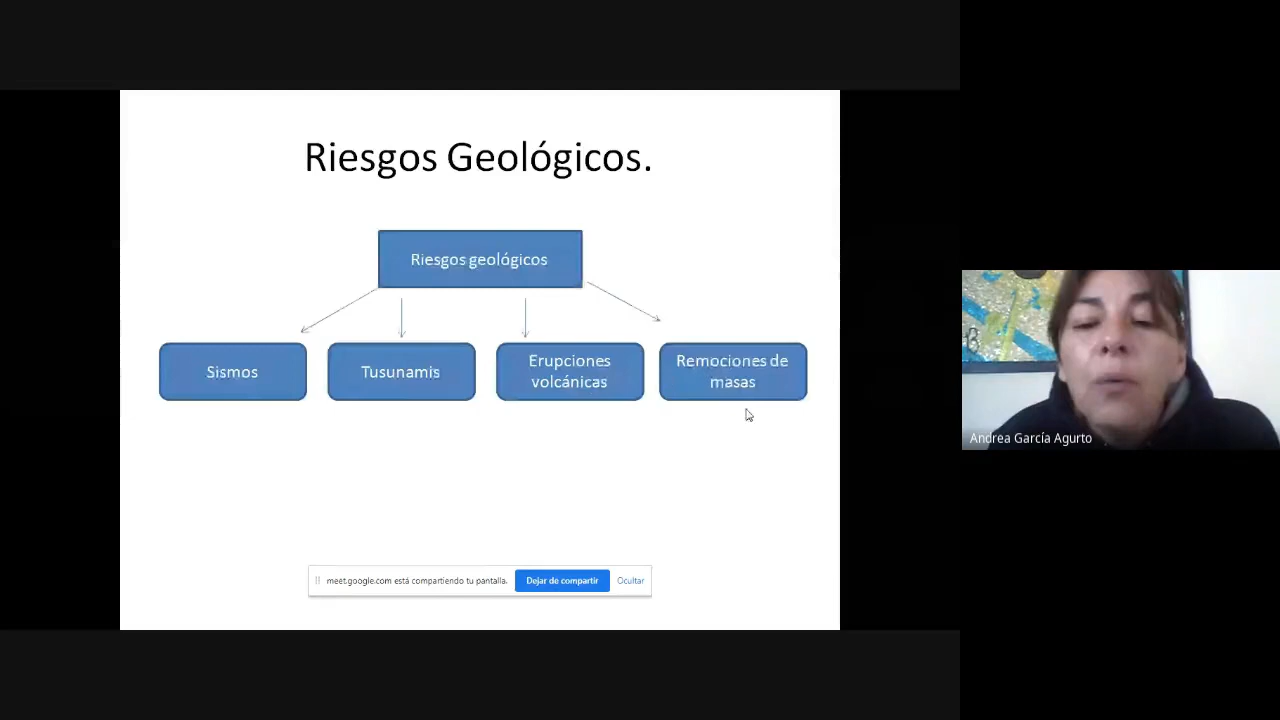 Riesgos Geológicos.
Riesgos geológicos
Sismos
Tusunamis
Erupciones
volcánicas
Remociones de
masas
Andrea García Agurto
meet.google.com está compartiendo tu pantalla.
Dejar de compartir
Ocultar